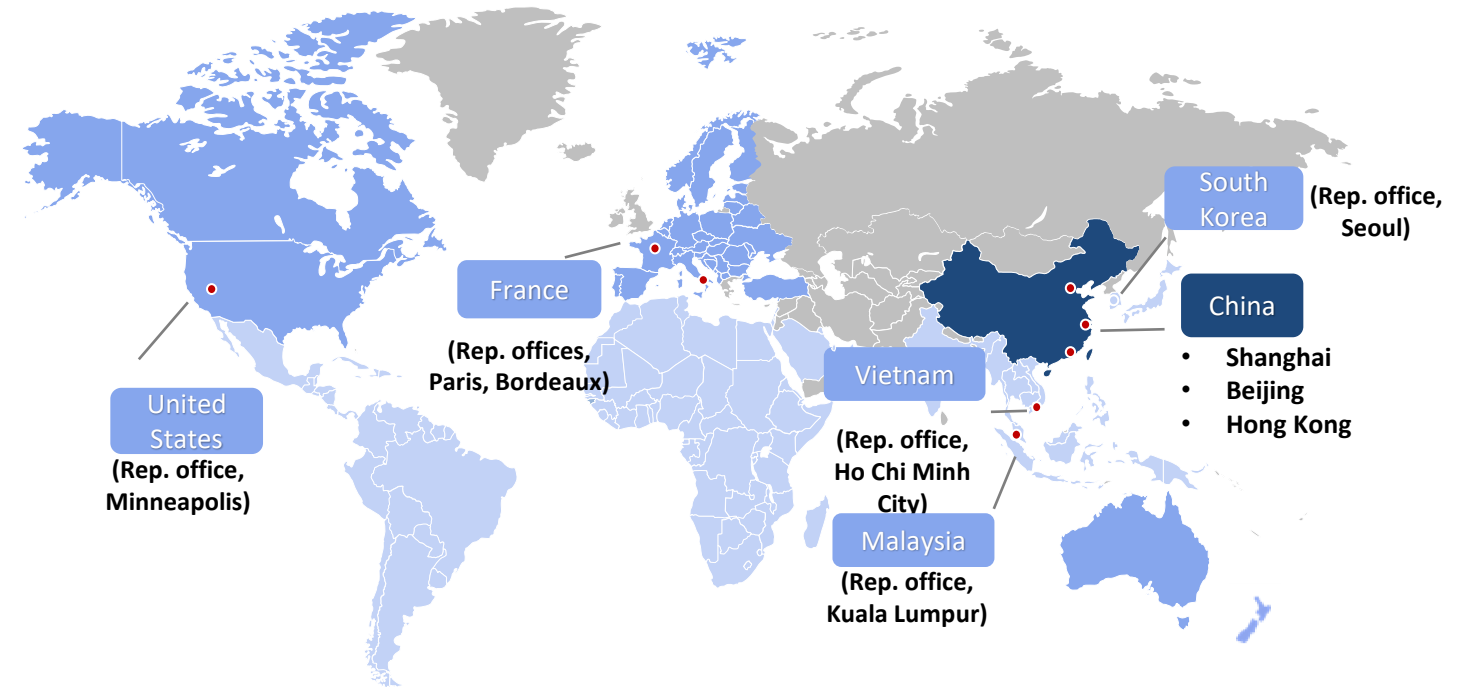 South
Korea
(Rep. office,
Seoul)
France
China
(Rep. offices,
Paris, Bordeaux)
Vietnam
• Shanghai
• Beijing
• Hong Kong
United
States
(Rep. office,
Minneapolis)
(Rep. office,
Ho Chi Minh
City)
Malaysia
(Rep. office,
Kuala Lumpur)